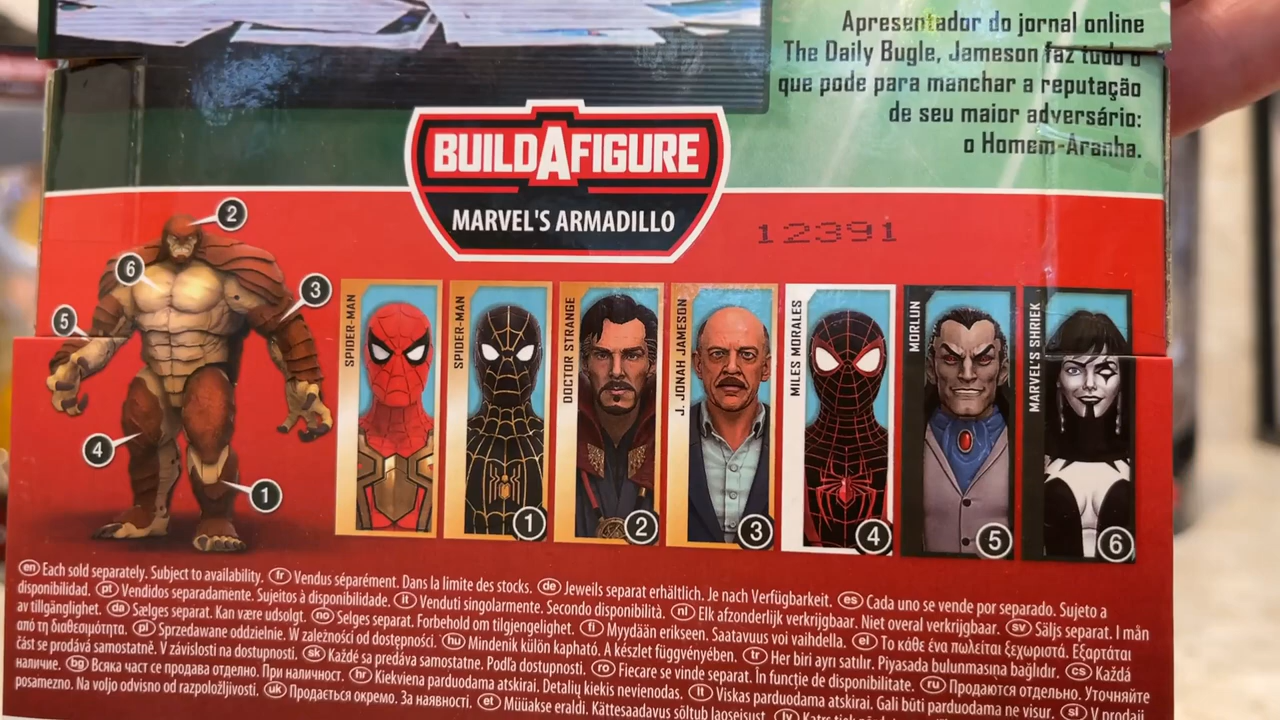 Apresentador do jornal online
The Daily Bugle, Jameson faz tudo o
que pode para manchar a reputação
de seu maior adversário:
o Homem-Aranha.
BUILD A FIGURE
MARVEL'S ARMADILLO
12391
2
6
3
5
4
1
SPIDER-MAN
SPIDER-MAN
1
DOCTOR STRANGE
2
J. JONAH JAMESON
3
MILES MORALES
4
MORLUN
5
MARVEL'S SHRIEK
6
en Each sold separately. Subject to availability. fr Vendus séparément. Dans la limite des stocks. de Jeweils separat erhältlich. Je nach Verfügbarkeit. es Cada uno se vende por separado. Sujeto a
disponibilidad. pt Vendidos separadamente. Sujeitos à disponibilidade. it Venduti singolarmente. Secondo disponibilità. nl Elk afzonderlijk verkrijgbaar. Niet overal verkrijgbaar. sv Säljs separat. I mån
av tillgänglighet. da Sælges separat. Kan være udsolgt. no Selges separat. Forbehold om tilgjengelighet. fi Myydään erikseen. Saatavuus voi vaihdella. el Το κάθε ένα πωλείται ξεχωριστά. Εξαρτάται
από τη διαθεσιμότητα. pl Sprzedawane oddzielnie. W zależności od dostępności. hu Mindenik külön kapható. A készlet függvényében. tr Her biri ayrı satılır. Piyasada bulunmasına bağlıdır. cs Každá
část se prodává samostatně. V závislosti na dostupnosti. sk Každé sa predáva samostatne. Podľa dostupnosti. ro Fiecare se vinde separat. În funcție de disponibilitate. ru Продаются отдельно. Уточняйте
наличие. bg Всяка част се продава отделно. При наличност. hr Kiekviena parduodama atskirai. Detalių kiekis nevienodas. lt Viskas parduodama atskirai. Gali būti parduodama ne visur. sl V prodaji
posamezno. Na voljo odvisno od razpoložljivosti. uk Продається окремо. За наявності. et Müüakse eraldi. Kättesaadavus sõltub laoseisust. lv